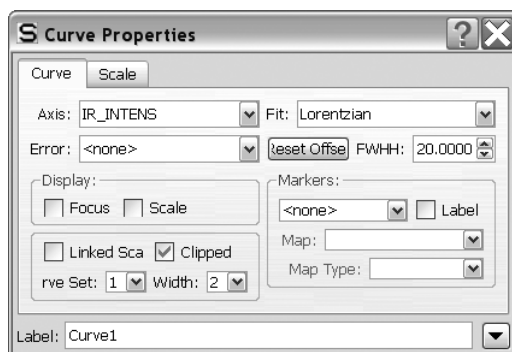 S Curve Properties ?
Curve Scale
Axis: IR_INTENS Fit: Lorentzian
Error: <none> Reset Offse FWHH: 20.0000
Display: Markers:
Focus Scale <none> Label
Linked Sca Clipped Map:
rve Set: 1 Width: 2 Map Type:
Label: Curve1